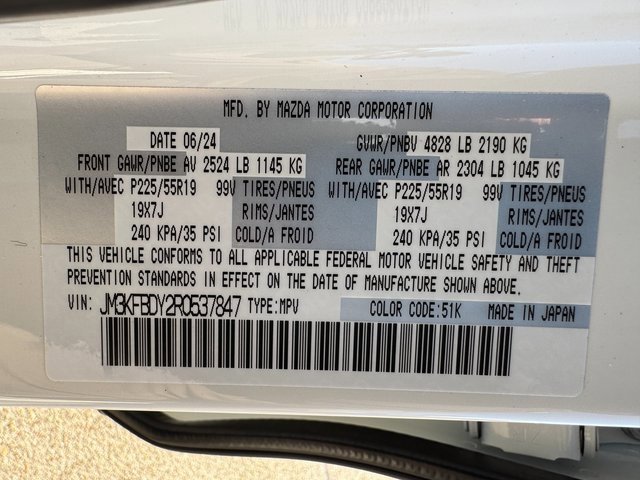 MFD. BY MAZDA MOTOR CORPORATION
DATE 06/24 GVWR/PNBV 4828 LB 2190 KG
FRONT GAWR/PNBE AV 2524 LB 1145 KG REAR GAWR/PNBE AR 2304 LB 1045 KG
WITH/AVEC P225/55R19 99V TIRES/PNEUS WITH/AVEC P225/55R19 99V TIRES/PNEUS
19X7J RIMS/JANTES 19X7J RIMS/JANTES
240 KPA/35 PSI COLD/A FROID 240 KPA/35 PSI COLD/A FROID
THIS VEHICLE CONFORMS TO ALL APPLICABLE FEDERAL MOTOR VEHICLE SAFETY AND THEFT
PREVENTION STANDARDS IN EFFECT ON THE DATE OF MANUFACTURE SHOWN ABOVE.
VIN: JM3KFBDY2R0537847 TYPE:MPV COLOR CODE:51K MADE IN JAPAN